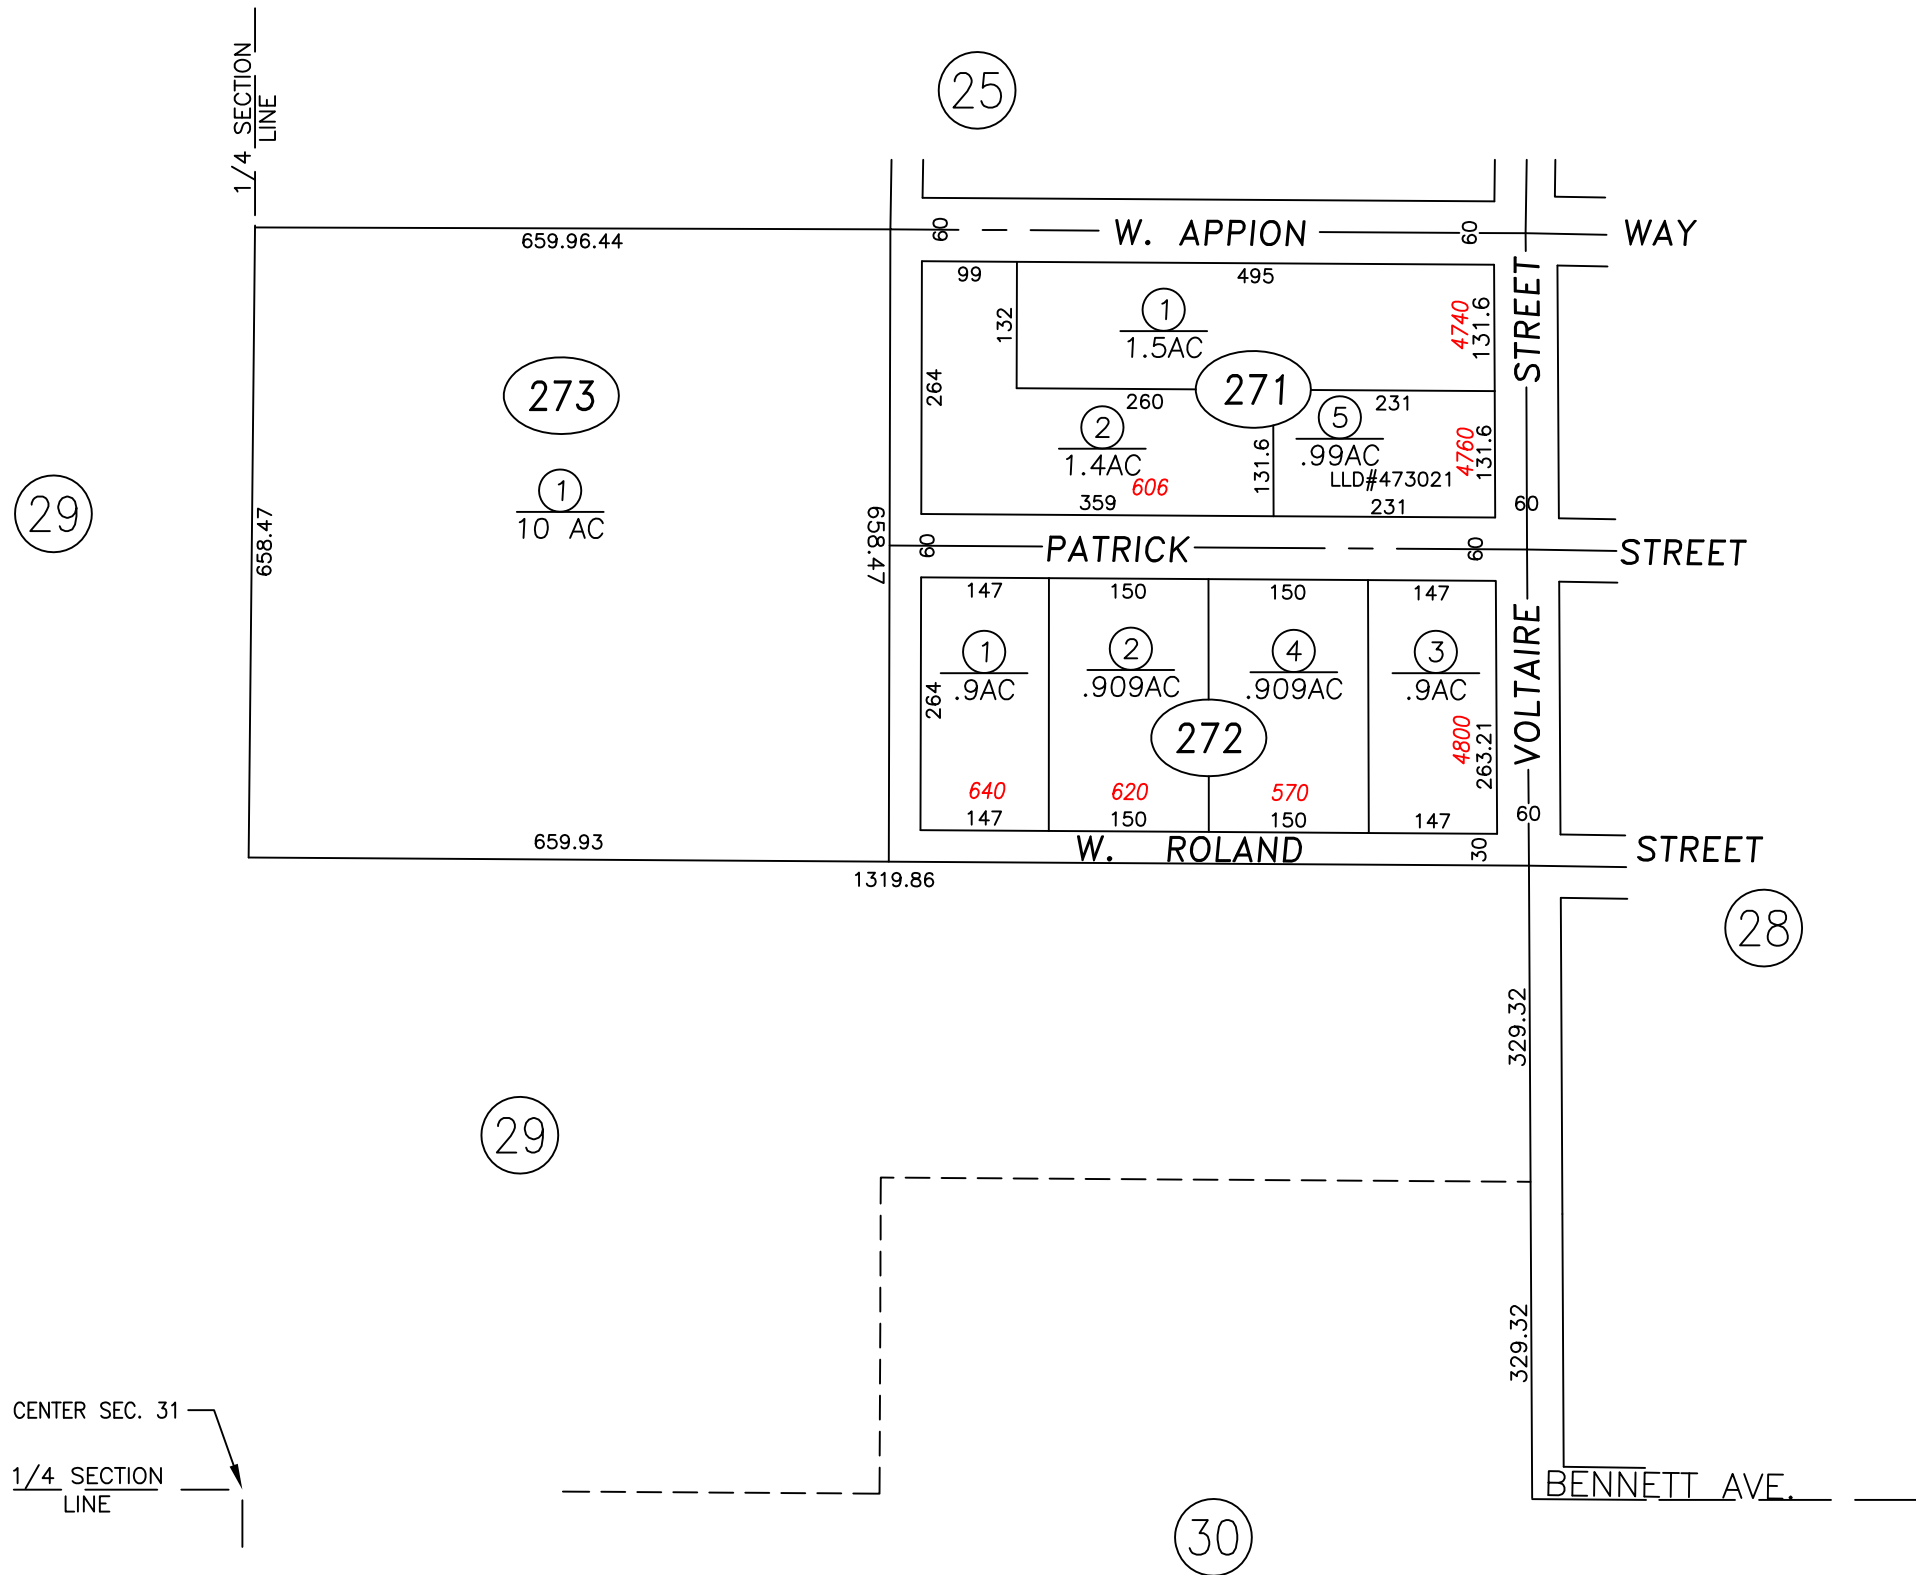 1/4 SECTION
LINE
25
659.96.44
60
W. APPION
60
WAY
99
495
132
1
1.5AC
4740
131.6
STREET
273
264
271
260
231
2
1.4AC
606
5
.99AC
LLD#473021
4760
131.6
131.6
1
10 AC
29
658.47
658.47
359
231
60
60
PATRICK
60
STREET
147
150
150
147
1
.9AC
2
.909AC
4
.909AC
3
.9AC
264
272
4800
263.21
VOLTAIRE
640
620
570
147
150
150
147
60
659.93
W. ROLAND
30
STREET
1319.86
28
329.32
29
329.32
CENTER SEC. 31
1/4 SECTION
LINE
BENNETT AVE.
30